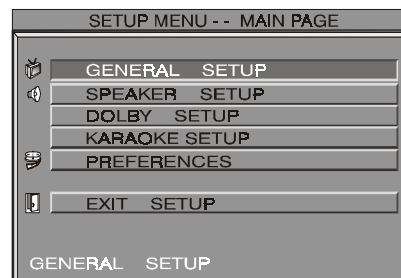 SETUP MENU - - MAIN PAGE
GENERAL SETUP
SPEAKER SETUP
DOLBY SETUP
KARAOKE SETUP
PREFERENCES
EXIT SETUP
GENERAL SETUP